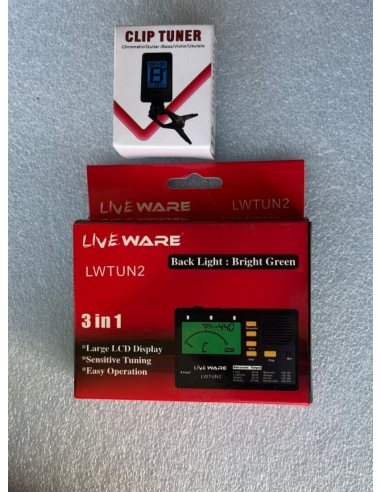 CLIP TUNER
Chromatic/Guitar/Bass/Violin/Ukulele
LIVE WARE
LWTUN2
LIVE WARE
LWTUN2
Back Light : Bright Green
3 in 1
*Large LCD Display
*Sensitive Tuning
*Easy Operation
440
C
LIVE WARE
LWTUN2